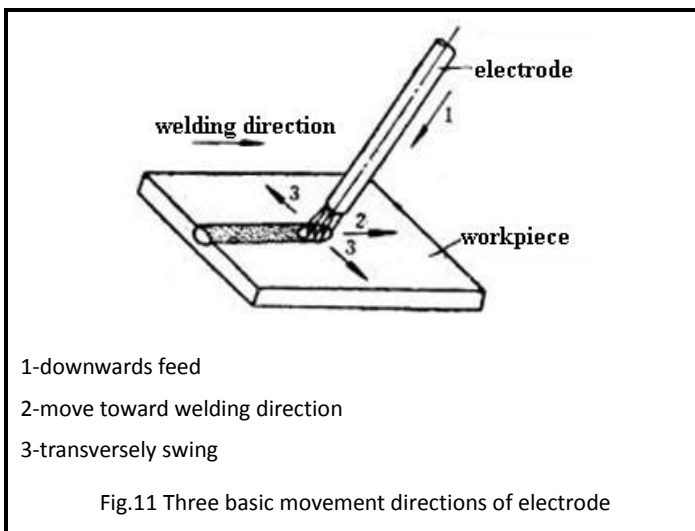 electrode
1
welding direction
3
2
3
workpiece
1-downwards feed
2-move toward welding direction
3-transversely swing
Fig.11 Three basic movement directions of electrode